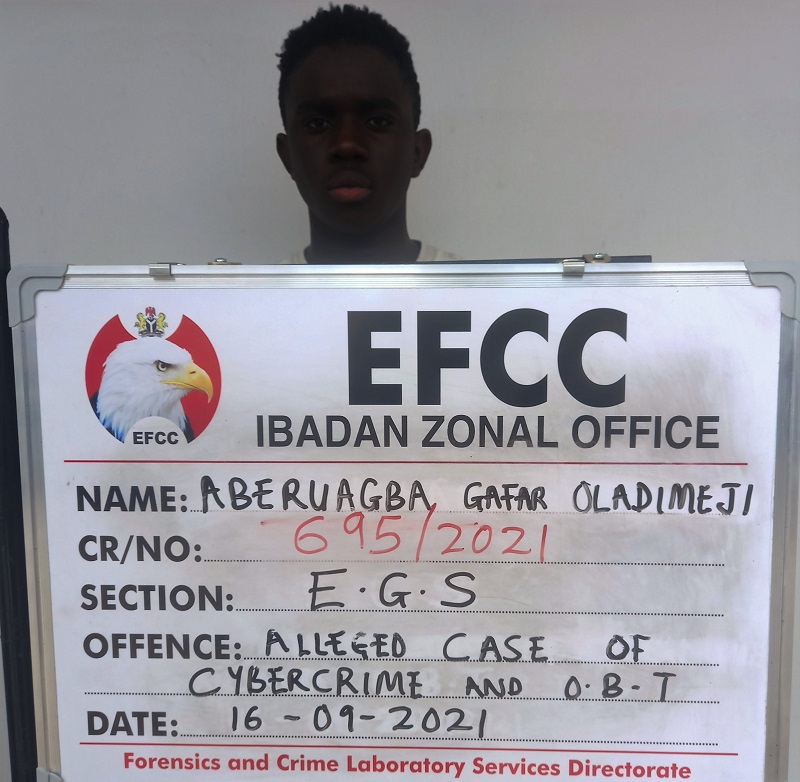 EFCC
EFCC
IBADAN ZONAL OFFICE
NAME: ABERUAGBA GAFAR OLADIMEJI
CR/NO: 695/2021
SECTION: E.G.S
OFFENCE: ALLEGED CASE OF
CYBERCRIME AND O.B.T
DATE: 16-09-2021
Forensics and Crime Laboratory Services Directorate